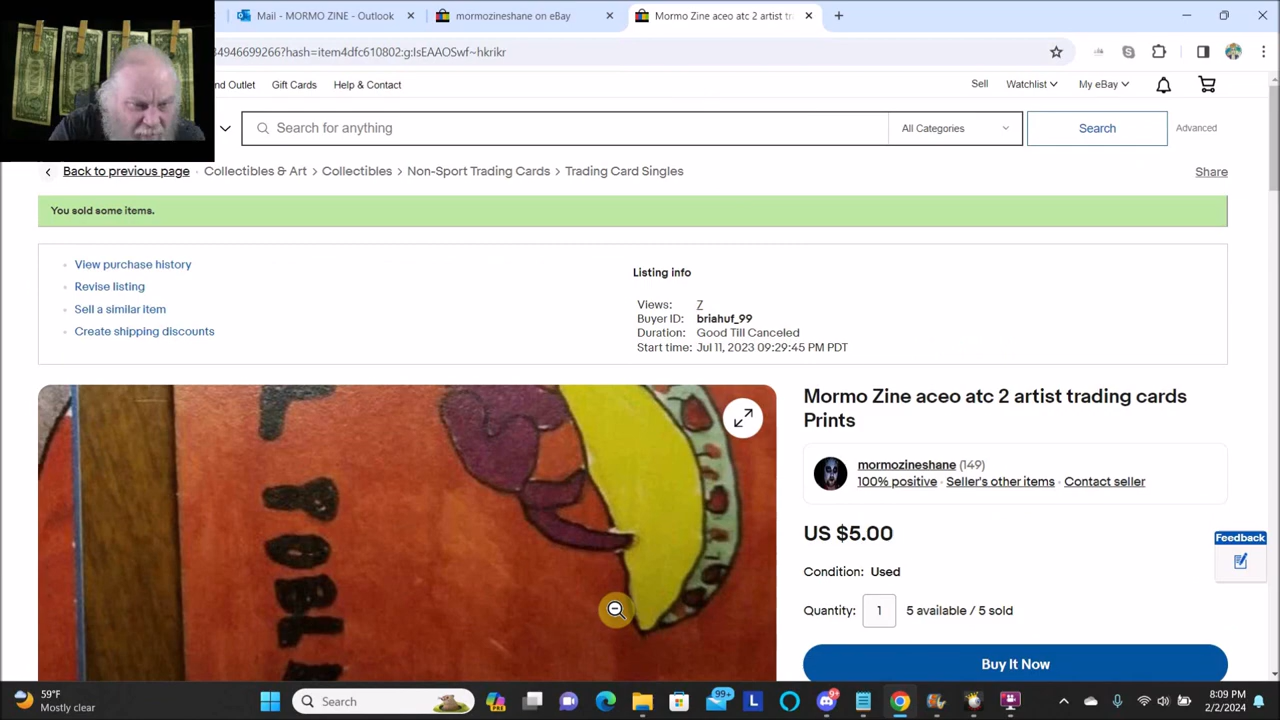 Mail - MORMO ZINE - Outlook
mormozineshane on eBay
Mormo Zine aceo atc 2 artist tra
34946699266?hash=item4dfc610802:g:IsEAAOSwf~hkrikr
nd Outlet Gift Cards Help & Contact Sell Watchlist My eBay
Search for anything All Categories Search Advanced
Back to previous page · Collectibles & Art > Collectibles > Non-Sport Trading Cards > Trading Card Singles Share
You sold some items.
View purchase history
Revise listing
Sell a similar item
Create shipping discounts
Listing info
Views: 7
Buyer ID: briahuf_99
Duration: Good Till Canceled
Start time: Jul 11, 2023 09:29:45 PM PDT
Mormo Zine aceo atc 2 artist trading cards
Prints
mormozineshane (149)
100% positive · Seller's other items · Contact seller
US $5.00
Feedback
Condition: Used
Quantity: 1 5 available / 5 sold
Buy It Now
59°F
Mostly clear
Search
PRE
99+
L
8:09 PM
2/2/2024